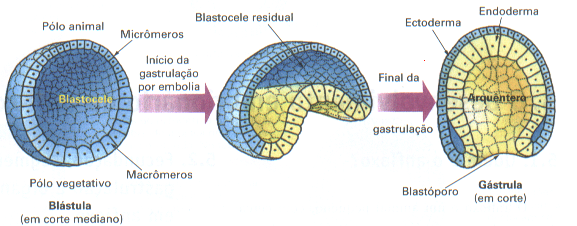 Pólo animal
Micrômeros
Blastocele
Macrômeros
Pólo vegetativo
Blástula
(em corte mediano)
Início da
gastrulação
por embolia
Blastocele residual
Final da
gastrulação
Ectoderma
Endoderma
Arquêntero
Blastóporo
Gástrula
(em corte)